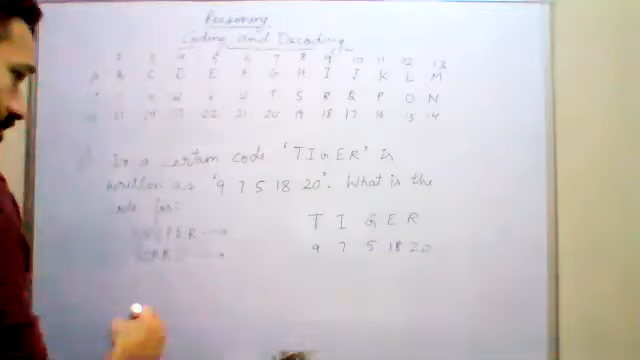 Reasoning
Coding and Decoding
2 3 4 5 6 7 8 9 10 11 12 13
A B C D E F G H I J K L M
W U T S R Q P O N
22 21 20 19 18 17 16 15 14
In a certam code 'TIGER' is
written as '9 7 5 18 20'. What is the
code for:
T I G E R
9 7 5 18 20